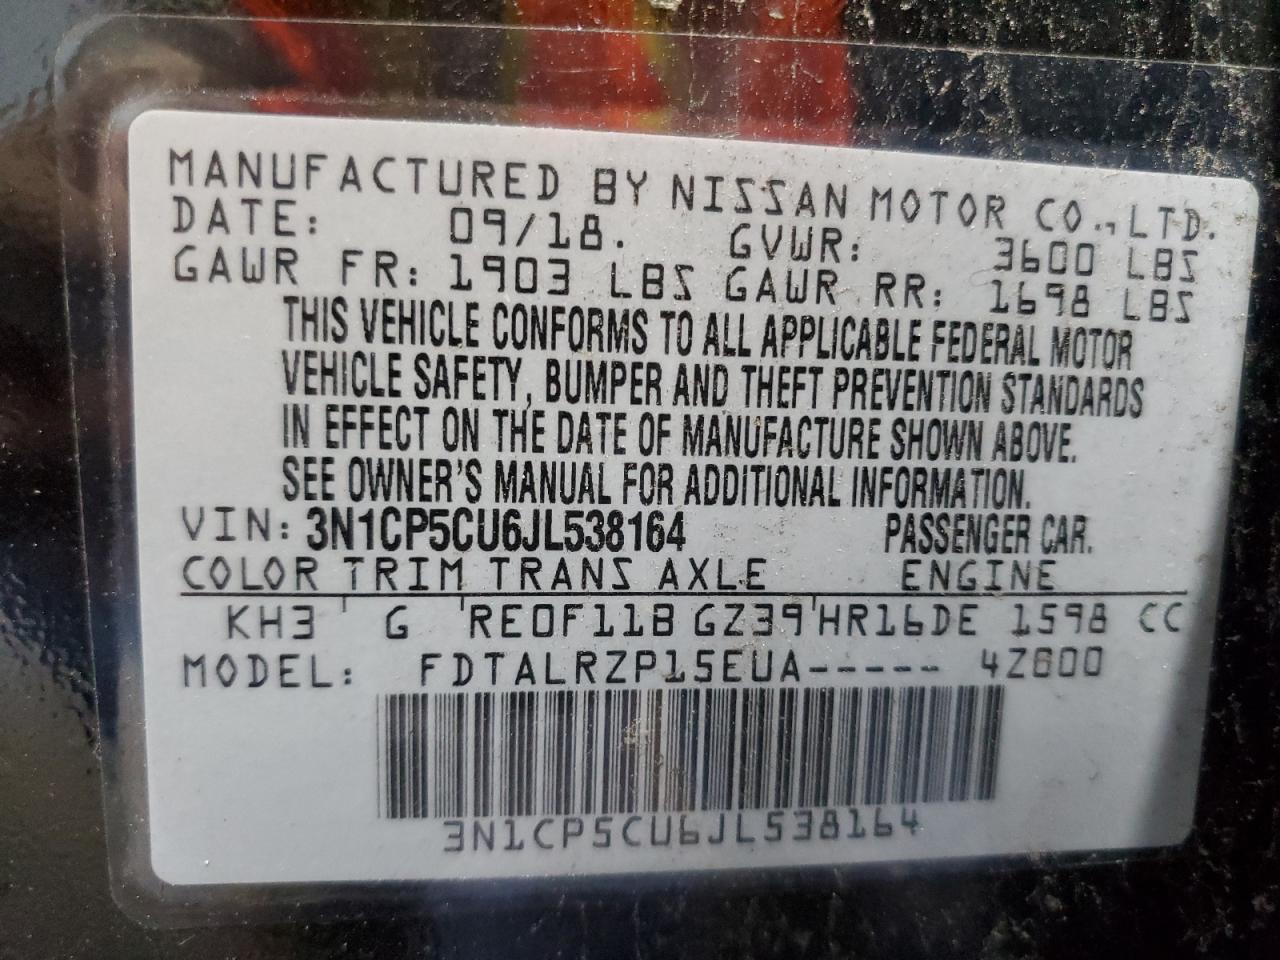 MANUFACTURED BY NISSAN MOTOR CO.,LTD.
DATE: 09/18. GVWR: 3600 LBS
GAWR FR: 1903 LBS GAWR RR: 1698 LBS
THIS VEHICLE CONFORMS TO ALL APPLICABLE FEDERAL MOTOR
VEHICLE SAFETY, BUMPER AND THEFT PREVENTION STANDARDS
IN EFFECT ON THE DATE OF MANUFACTURE SHOWN ABOVE.
SEE OWNER'S MANUAL FOR ADDITIONAL INFORMATION.
VIN: 3N1CP5CU6JL538164 PASSENGER CAR.
COLOR TRIM TRANS AXLE ENGINE
KH3 ' G 'RE0F11B GZ39'HR16DE 1598 CC
MODEL: FDTALRZP15EUA----- 4Z800
3N1CP5CU6JL538164